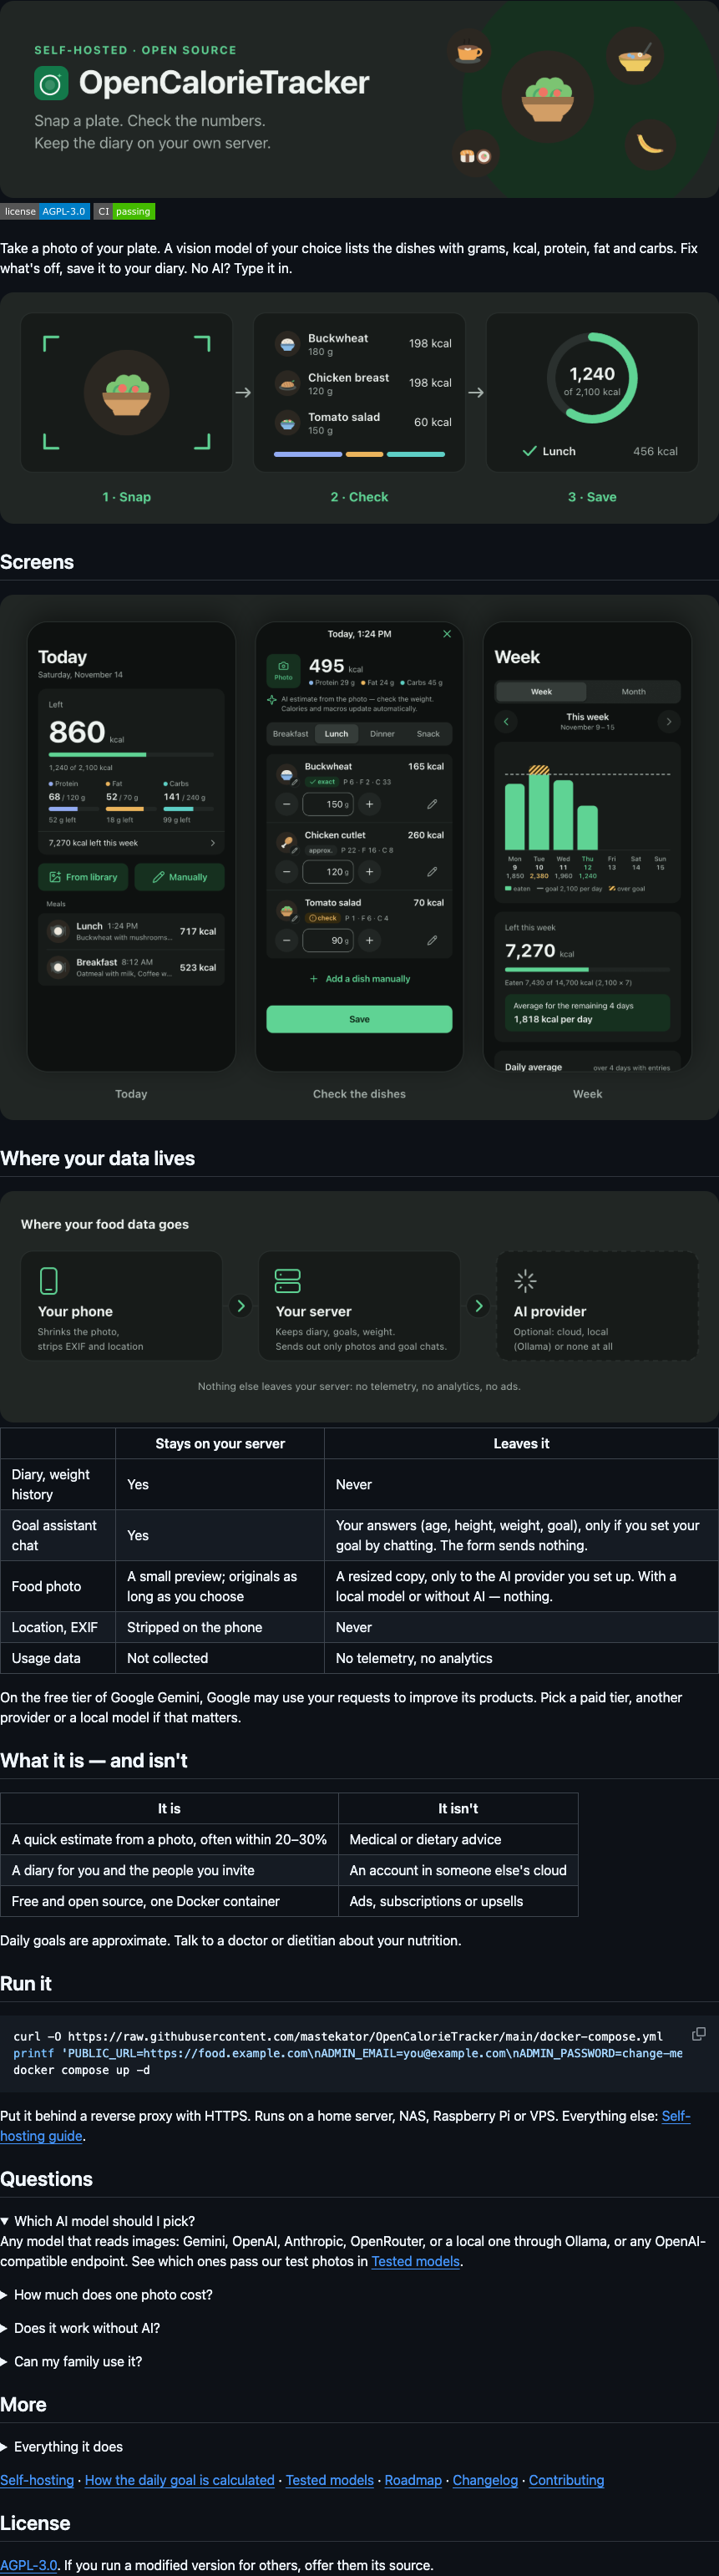 SELF-HOSTED · OPEN SOURCE
OpenCalorieTracker
Snap a plate. Check the numbers.
Keep the diary on your own server.
license AGPL-3.0 CI passing
Take a photo of your plate. A vision model of your choice lists the dishes with grams, kcal, protein, fat and carbs. Fix
what's off, save it to your diary. No AI? Type it in.
Buckwheat 198 kcal
180 g
Chicken breast 198 kcal
120 g
Tomato salad 60 kcal
150 g
1,240
of 2,100 kcal
Lunch 456 kcal
1 · Snap
2 · Check
3 · Save
Screens
Today
Saturday, November 14
Left
860 kcal
1,240 of 2,100 kcal
Protein Fat Carbs
68 / 120 g 52 / 70 g 141 / 240 g
52 g left 18 g left 99 g left
7,270 kcal left this week
From library Manually
Meals
Lunch 1:24 PM 717 kcal
Buckwheat with mushrooms...
Breakfast 8:12 AM 523 kcal
Oatmeal with milk, Coffee w...
Today
Today, 1:24 PM
Photo
495 kcal
Protein 29 g Fat 24 g Carbs 45 g
AI estimate from the photo — check the weight.
Calories and macros update automatically.
Breakfast Lunch Dinner Snack
Buckwheat 165 kcal
exact P 6 · F 2 · C 33
− 150 g +
Chicken cutlet 260 kcal
approx. P 22 · F 16 · C 8
− 120 g +
Tomato salad 70 kcal
check P 1 · F 6 · C 4
− 90 g +
+ Add a dish manually
Save
Check the dishes
Week
Week Month
This week
November 9 – 15
Mon Tue Wed Thu Fri Sat Sun
9 10 11 12 13 14 15
1,850 2,380 1,960 1,240
eaten goal 2,100 per day over goal
Left this week
7,270 kcal
Eaten 7,430 of 14,700 kcal (2,100 × 7)
Average for the remaining 4 days
1,818 kcal per day
Daily average over 4 days with entries
Week
Where your data lives
Where your food data goes
Your phone
Shrinks the photo,
strips EXIF and location
Your server
Keeps diary, goals, weight.
Sends out only photos and goal chats.
AI provider
Optional: cloud, local
(Ollama) or none at all
Nothing else leaves your server: no telemetry, no analytics, no ads.
Stays on your server Leaves it
Diary, weight
history
Yes
Never
Goal assistant
chat
Yes
Your answers (age, height, weight, goal), only if you set your
goal by chatting. The form sends nothing.
Food photo
A small preview; originals as
long as you choose
A resized copy, only to the AI provider you set up. With a
local model or without AI — nothing.
Location, EXIF Stripped on the phone Never
Usage data Not collected No telemetry, no analytics
On the free tier of Google Gemini, Google may use your requests to improve its products. Pick a paid tier, another
provider or a local model if that matters.
What it is — and isn't
It is It isn't
A quick estimate from a photo, often within 20–30% Medical or dietary advice
A diary for you and the people you invite An account in someone else's cloud
Free and open source, one Docker container Ads, subscriptions or upsells
Daily goals are approximate. Talk to a doctor or dietitian about your nutrition.
Run it
curl -O https://raw.githubusercontent.com/mastekator/OpenCalorieTracker/main/docker-compose.yml
printf 'PUBLIC_URL=https://food.example.com\nADMIN_EMAIL=you@example.com\nADMIN_PASSWORD=change-me
docker compose up -d
Put it behind a reverse proxy with HTTPS. Runs on a home server, NAS, Raspberry Pi or VPS. Everything else: Self-
hosting guide.
Questions
Which AI model should I pick?
Any model that reads images: Gemini, OpenAI, Anthropic, OpenRouter, or a local one through Ollama, or any OpenAI-
compatible endpoint. See which ones pass our test photos in Tested models.
How much does one photo cost?
Does it work without AI?
Can my family use it?
More
Everything it does
Self-hosting · How the daily goal is calculated · Tested models · Roadmap · Changelog · Contributing
License
AGPL-3.0. If you run a modified version for others, offer them its source.